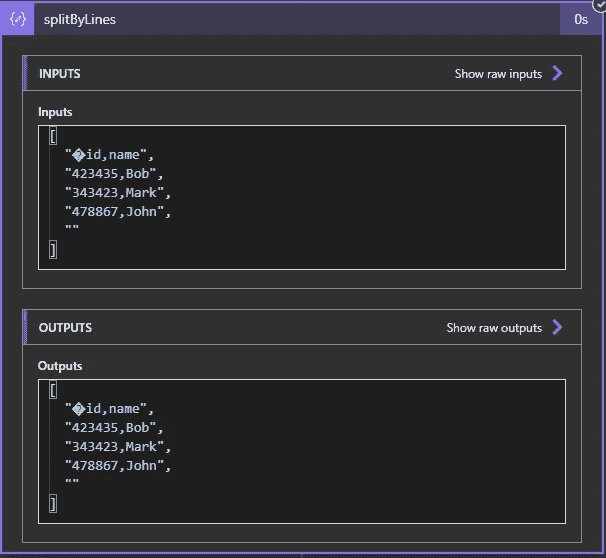 splitByLines
0s
INPUTS
Show raw inputs
Inputs
[
"�id,name",
"423435,Bob",
"343423,Mark",
"478867,John",
""
]
OUTPUTS
Show raw outputs
Outputs
[
"�id,name",
"423435,Bob",
"343423,Mark",
"478867,John",
""
]